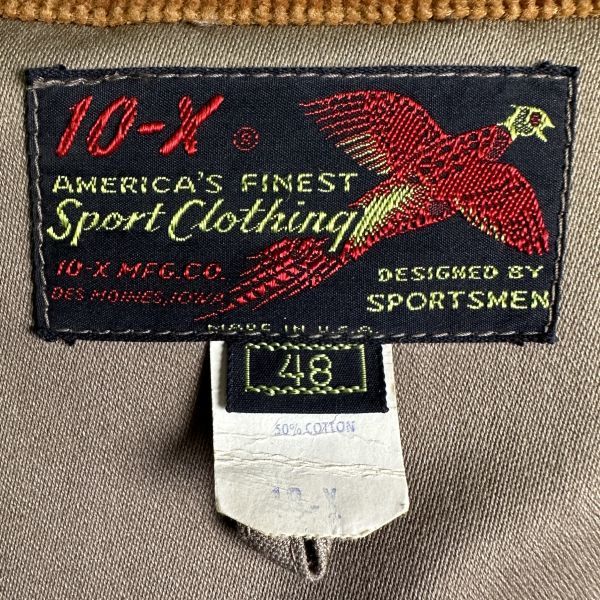 10-X ®
AMERICA'S FINEST
Sport Clothing
10-X MFG.CO.
DES MOINES, IOWA
DESIGNED BY
SPORTSMEN
MADE IN U.S.A.
48
50% COTTON
10-X